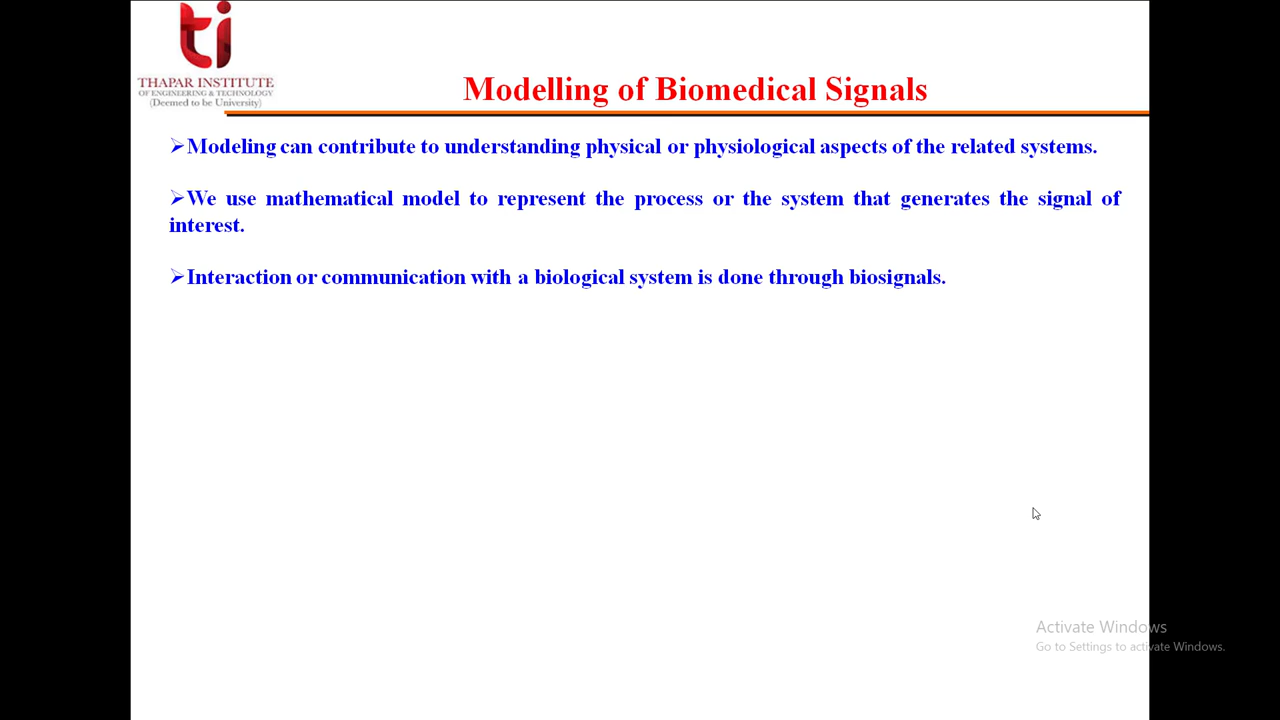 ti
THAPAR INSTITUTE
OF ENGINEERING & TECHNOLOGY
(Deemed to be University)
Modelling of Biomedical Signals
➢Modeling can contribute to understanding physical or physiological aspects of the related systems.
➢We use mathematical model to represent the process or the system that generates the signal of
interest.
➢Interaction or communication with a biological system is done through biosignals.
Activate Windows
Go to Settings to activate Windows.